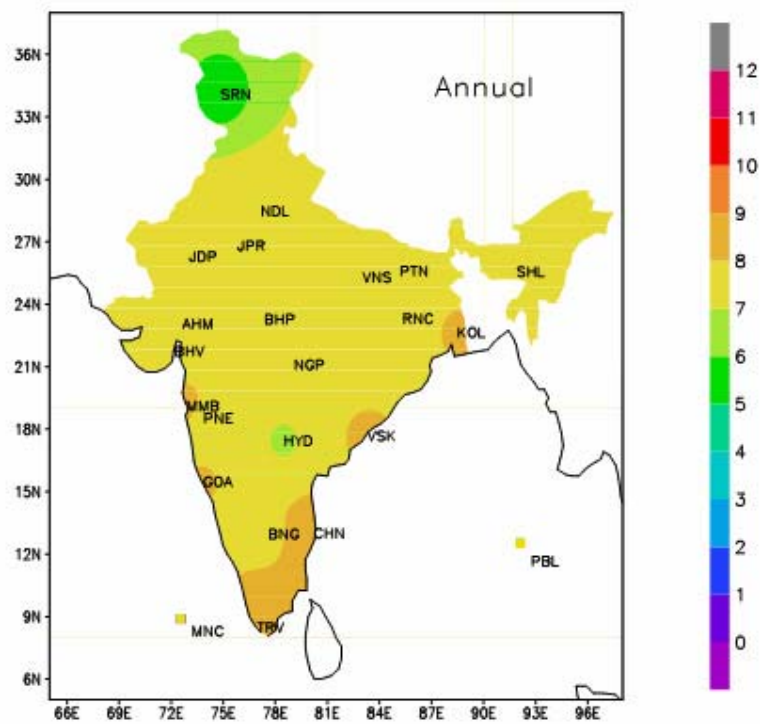 36N
33N
30N
27N
24N
21N
18N
15N
12N
9N
6N
66E 69E 72E 75E 78E 81E 84E 87E 90E 93E 96E
Annual
SRN
NDL
JPR
JDP
PTN
VNS
SHL
AHM
BHP
RNC
KOL
BHV
NGP
MMB
PNE
HYD
VSK
GOA
BNG
CHN
PBL
TRV
MNC
12
11
10
9
8
7
6
5
4
3
2
1
0